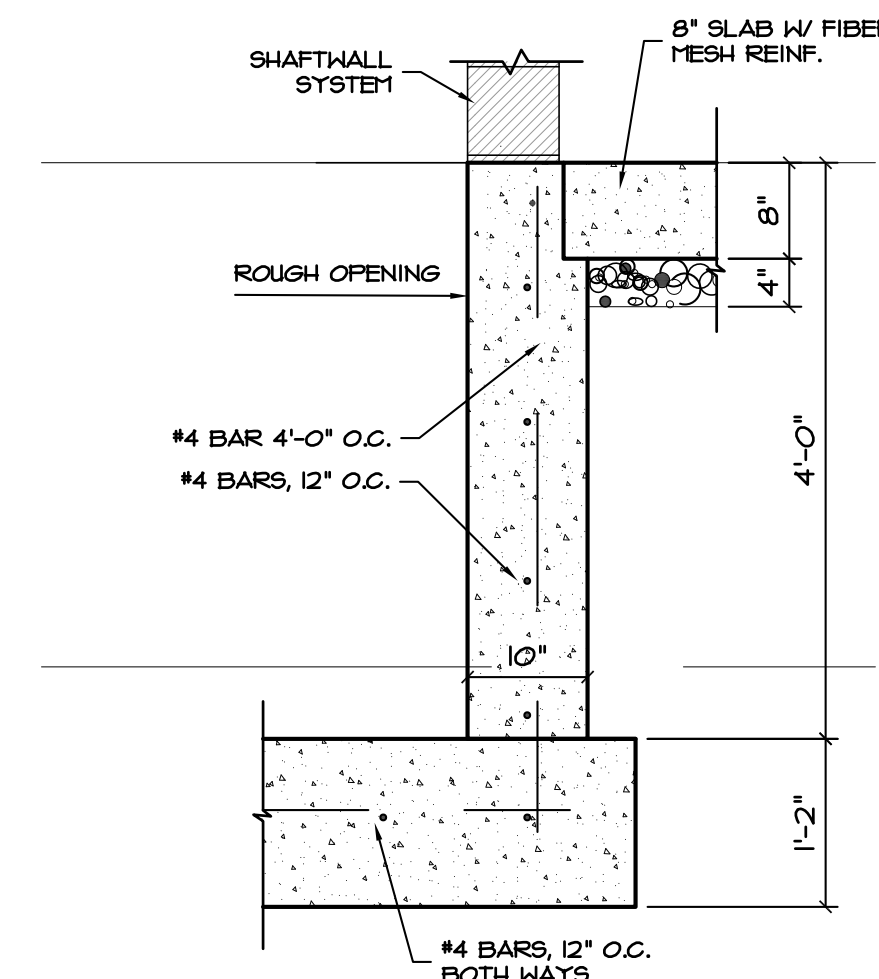 8" SLAB W/ FIBE
MESH REINF.
SHAFTWALL
SYSTEM
8"
ROUGH OPENING
4"
#4 BAR 4'-0" O.C.
4'-0"
#4 BARS, 12" O.C.
10"
1'-2"
#4 BARS, 12" O.C.
BOTH WAYS